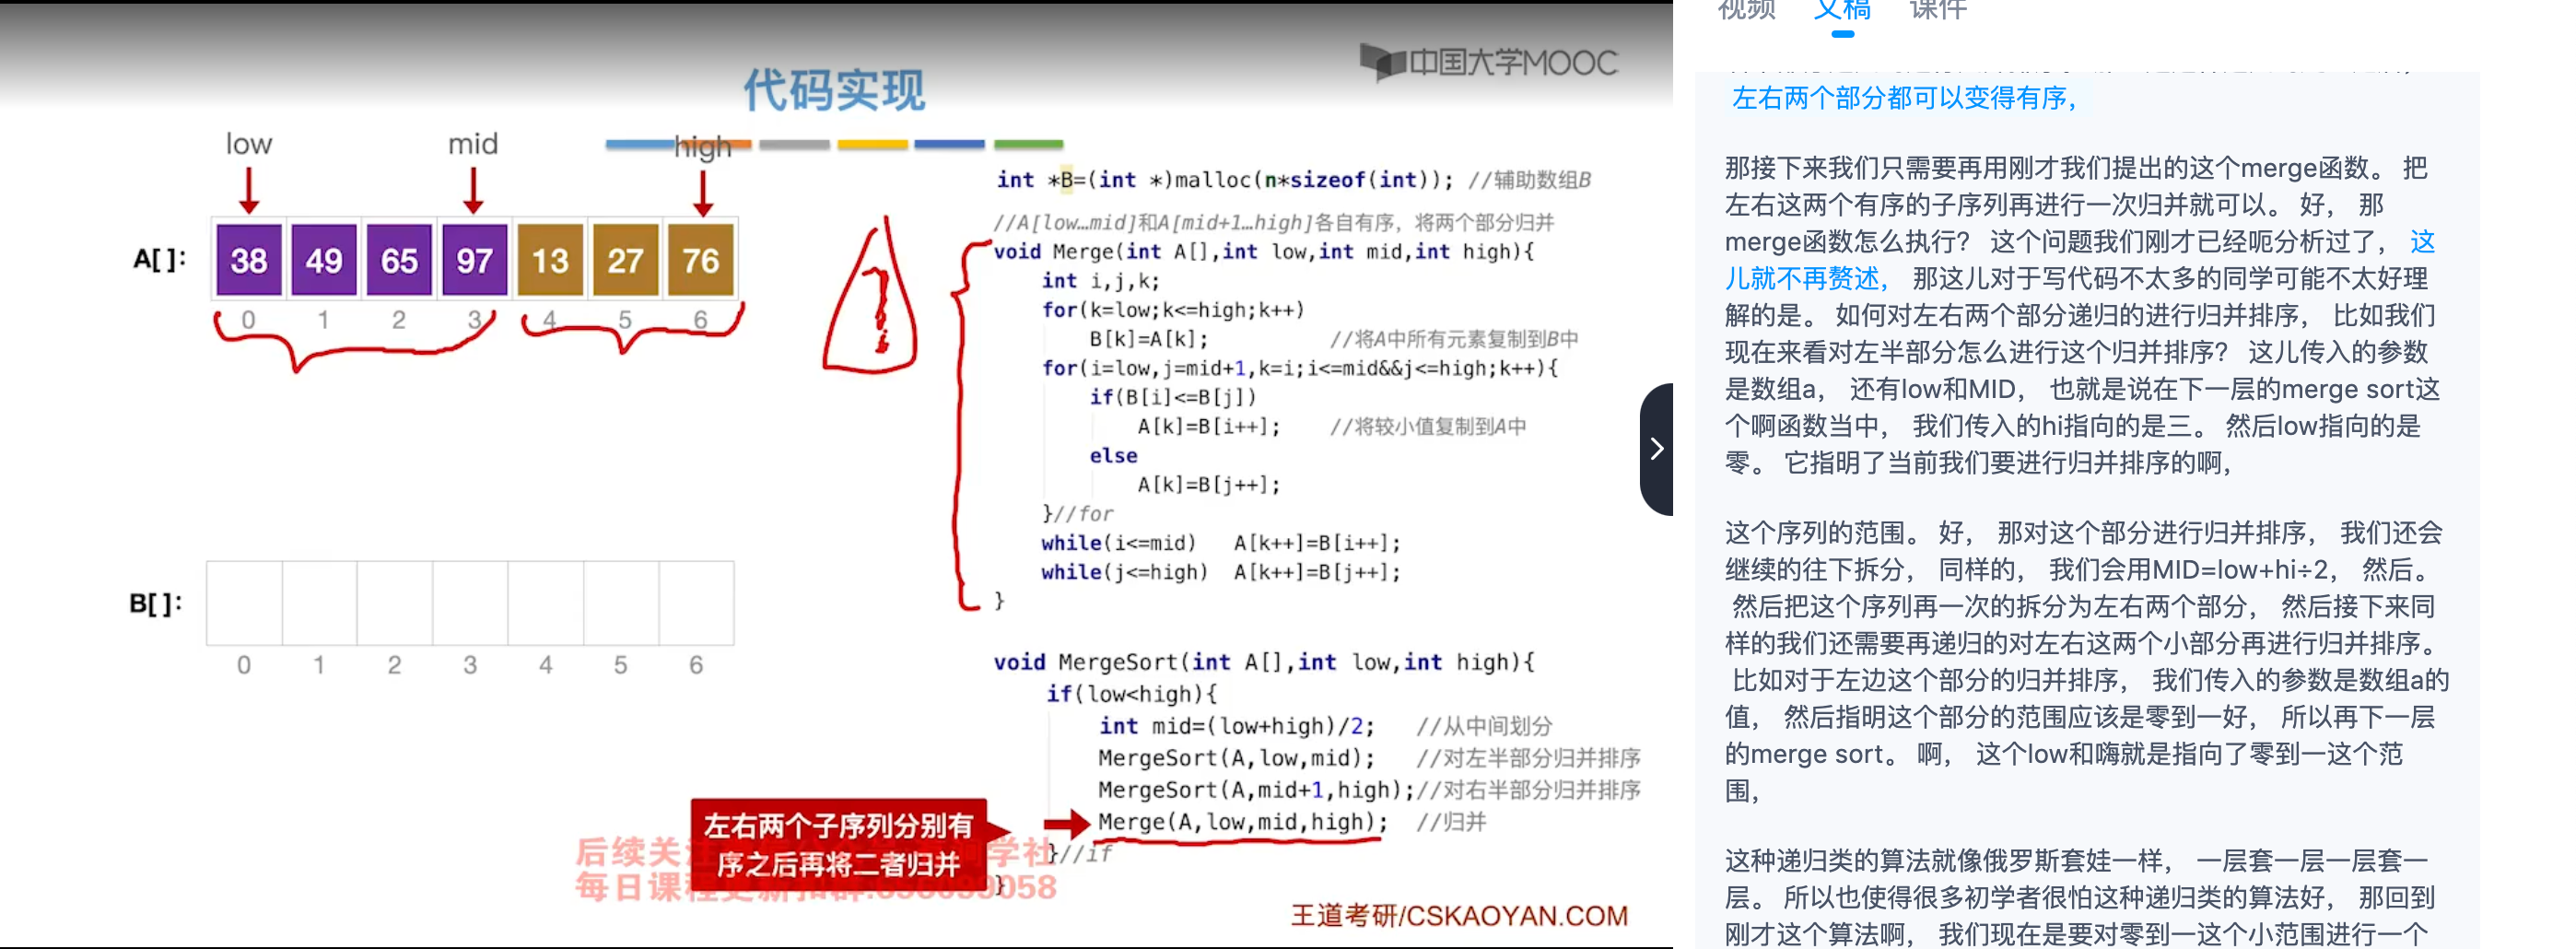 中国大学MOOC
代码实现
low
mid
high
A[]:
38 49 65 97 13 27 76
0 1 2 3 4 5 6
B[]:
0 1 2 3 4 5 6
int *B=(int *)malloc(n*sizeof(int)); //辅助数组B
//A[low…mid]和A[mid+1…high]各自有序，将两个部分归并
void Merge(int A[],int low,int mid,int high){
int i,j,k;
for(k=low;k<=high;k++)
B[k]=A[k]; //将A中所有元素复制到B中
for(i=low,j=mid+1,k=i;i<=mid&&j<=high;k++){
if(B[i]<=B[j])
A[k]=B[i++]; //将较小值复制到A中
else
A[k]=B[j++];
}//for
while(i<=mid) A[k++]=B[i++];
while(j<=high) A[k++]=B[j++];
}
void MergeSort(int A[],int low,int high){
if(low<high){
int mid=(low+high)/2; //从中间划分
MergeSort(A,low,mid); //对左半部分归并排序
MergeSort(A,mid+1,high);//对右半部分归并排序
Merge(A,low,mid,high); //归并
}//if
}
左右两个子序列分别有
序之后再将二者归并
后续关
学社
每日课
058
王道考研/CSKAOYAN.COM
视频 文稿 课件
左右两个部分都可以变得有序，
那接下来我们只需要再用刚才我们提出的这个merge函数。 把
左右这两个有序的子序列再进行一次归并就可以。 好， 那
merge函数怎么执行？ 这个问题我们刚才已经呃分析过了， 这
儿就不再赘述， 那这儿对于写代码不太多的同学可能不太好理
解的是。 如何对左右两个部分递归的进行归并排序， 比如我们
现在来看对左半部分怎么进行这个归并排序？ 这儿传入的参数
是数组a， 还有low和MID， 也就是说在下一层的merge sort这
个啊函数当中， 我们传入的hi指向的是三。 然后low指向的是
零。 它指明了当前我们要进行归并排序的啊，
这个序列的范围。 好， 那对这个部分进行归并排序， 我们还会
继续的往下拆分， 同样的， 我们会用MID=low+hi÷2， 然后。
然后把这个序列再一次的拆分为左右两个部分， 然后接下来同
样的我们还需要再递归的对左右这两个小部分再进行归并排序。
比如对于左边这个部分的归并排序， 我们传入的参数是数组a的
值， 然后指明这个部分的范围应该是零到一好， 所以再下一层
的merge sort。 啊， 这个low和嗨就是指向了零到一这个范
围，
这种递归类的算法就像俄罗斯套娃一样， 一层套一层一层套一
层。 所以也使得很多初学者很怕这种递归类的算法好， 那回到
刚才这个算法啊， 我们现在是要对零到一这个小范围进行一个